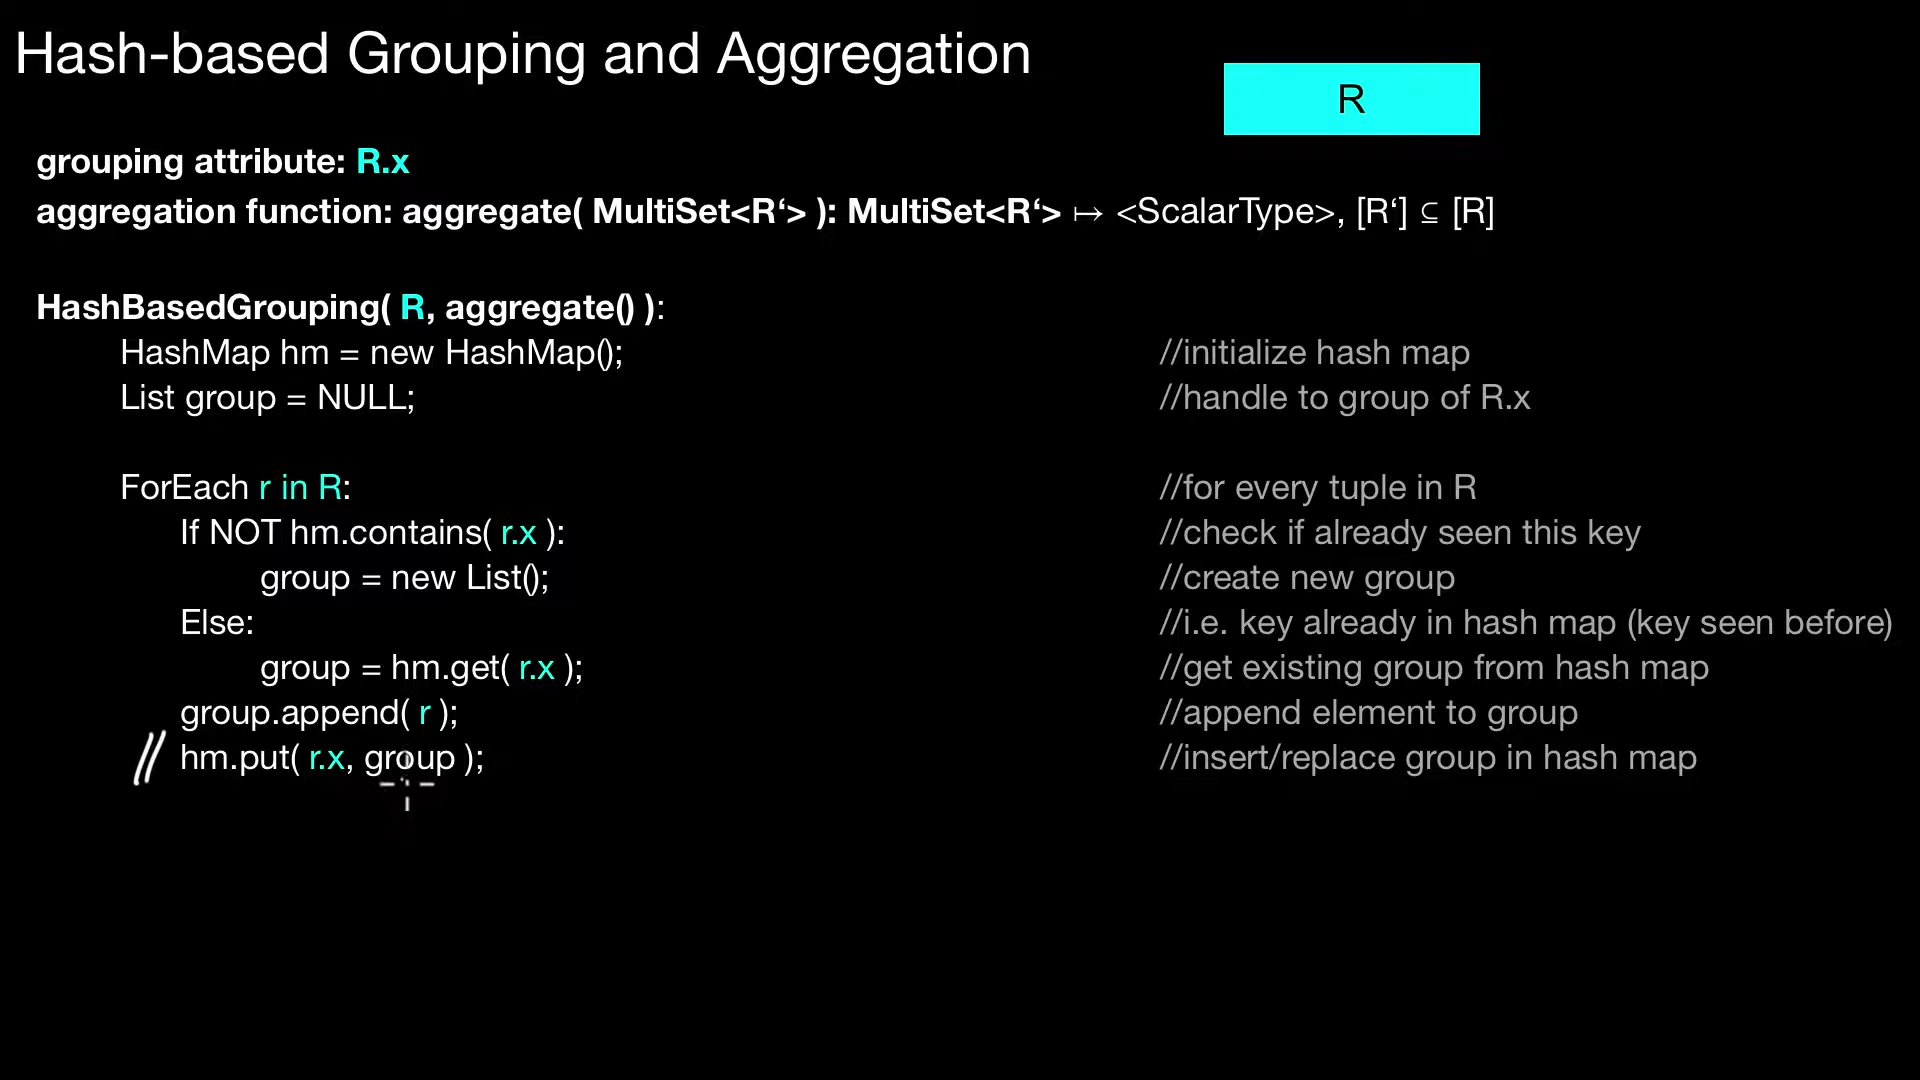 Hash-based Grouping and Aggregation
R
grouping attribute: R.x
aggregation function: aggregate( MultiSet<R‘> ): MultiSet<R‘> ↦ <ScalarType>, [R‘] ⊆ [R]
HashBasedGrouping( R, aggregate() ):
HashMap hm = new HashMap(); //initialize hash map
List group = NULL; //handle to group of R.x
ForEach r in R: //for every tuple in R
If NOT hm.contains( r.x ): //check if already seen this key
group = new List(); //create new group
Else: //i.e. key already in hash map (key seen before)
group = hm.get( r.x ); //get existing group from hash map
group.append( r ); //append element to group
// hm.put( r.x, group ); //insert/replace group in hash map